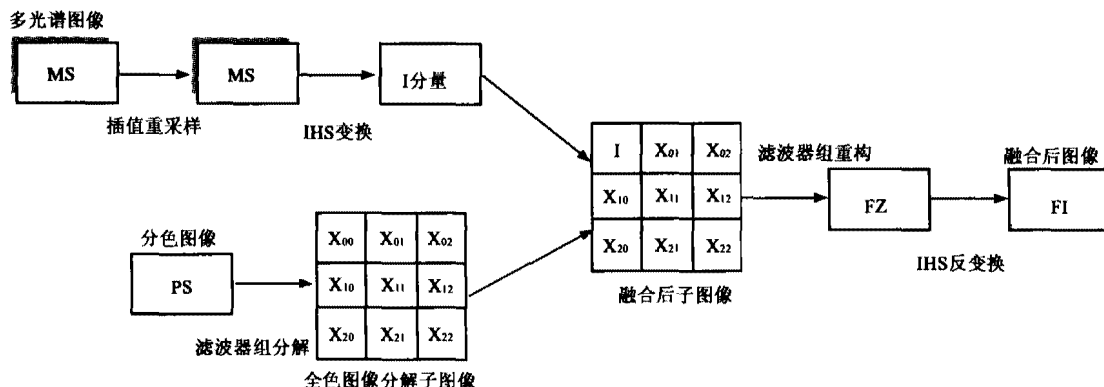 多光谱图像
MS
MS
I分量
插值重采样
IHS变换
I X₀₁ X₀₂
X₁₀ X₁₁ X₁₂
X₂₀ X₂₁ X₂₂
融合后子图像
滤波器组重构
FZ
融合后图像
FI
IHS反变换
分色图像
PS
滤波器组分解
X₀₀ X₀₁ X₀₂
X₁₀ X₁₁ X₁₂
X₂₀ X₂₁ X₂₂
全色图像分解子图像